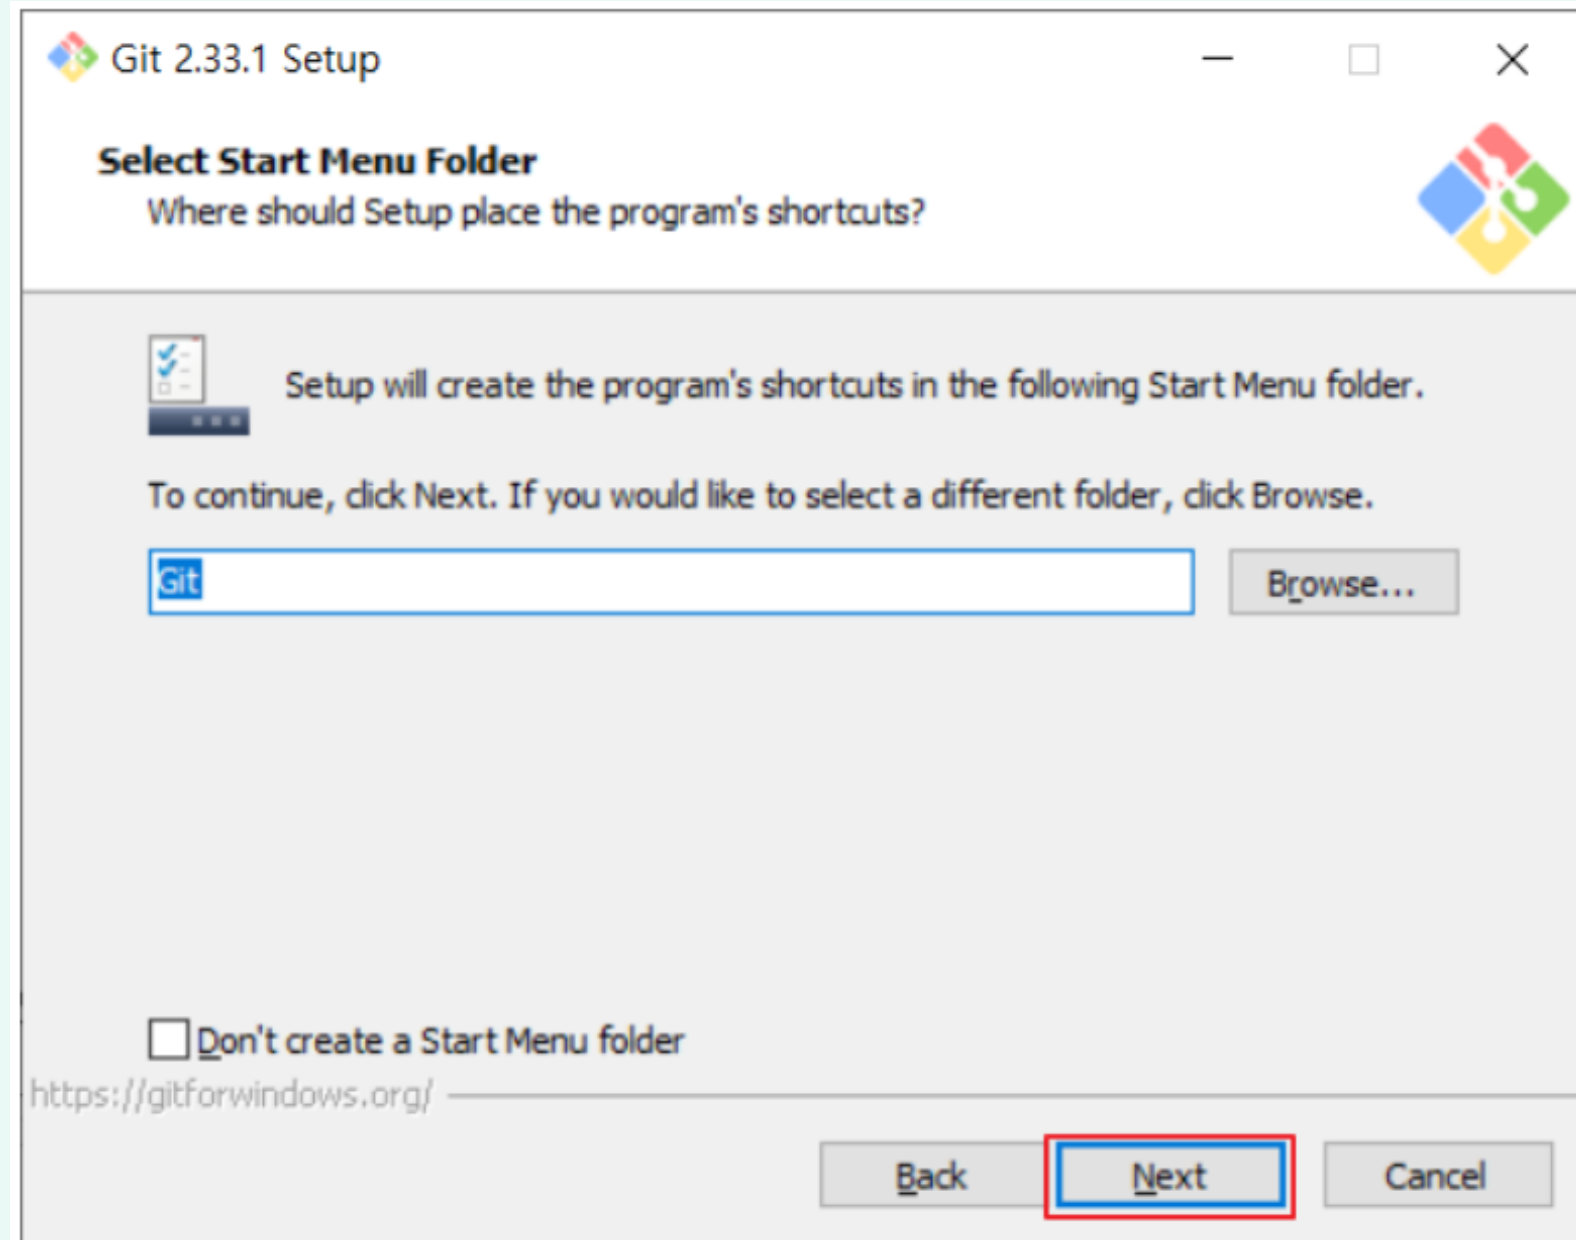 Git 2.33.1 Setup
Select Start Menu Folder
Where should Setup place the program's shortcuts?
Setup will create the program's shortcuts in the following Start Menu folder.
To continue, click Next. If you would like to select a different folder, click Browse.
Git
Browse...
Don't create a Start Menu folder
https://gitforwindows.org/
Back Next Cancel